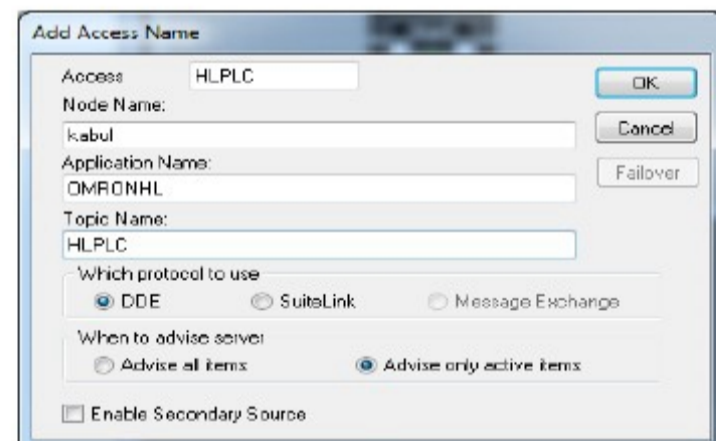 Add Access Name
Access HLPLC OK
Node Name:
kabul Cancel
Application Name: Failover
OMRONHL
Topic Name:
HLPLC
Which protocol to use
DDE SuiteLink Message Exchange
When to advise server
Advise all items Advise only active items
Enable Secondary Source